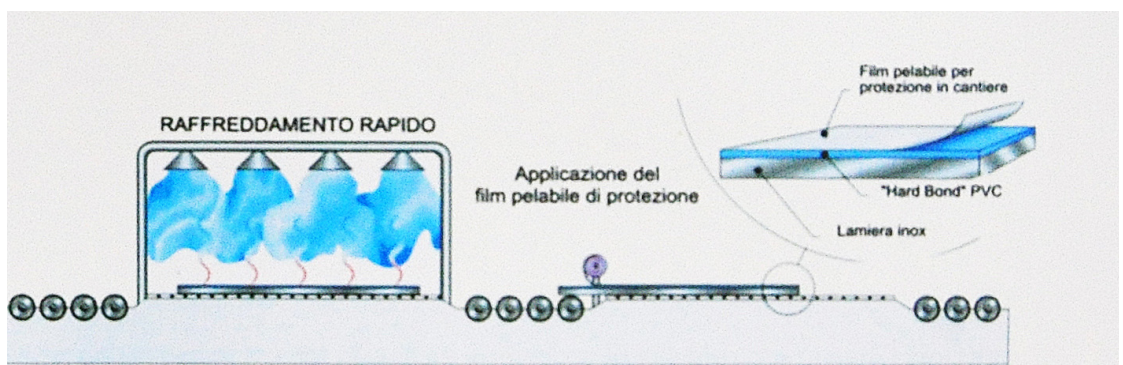 RAFFREDDAMENTO RAPIDO
Applicazione del
film pelabile di protezione
Film pelabile per
protezione in cantiere
"Hard Bond" PVC
Lamiera inox